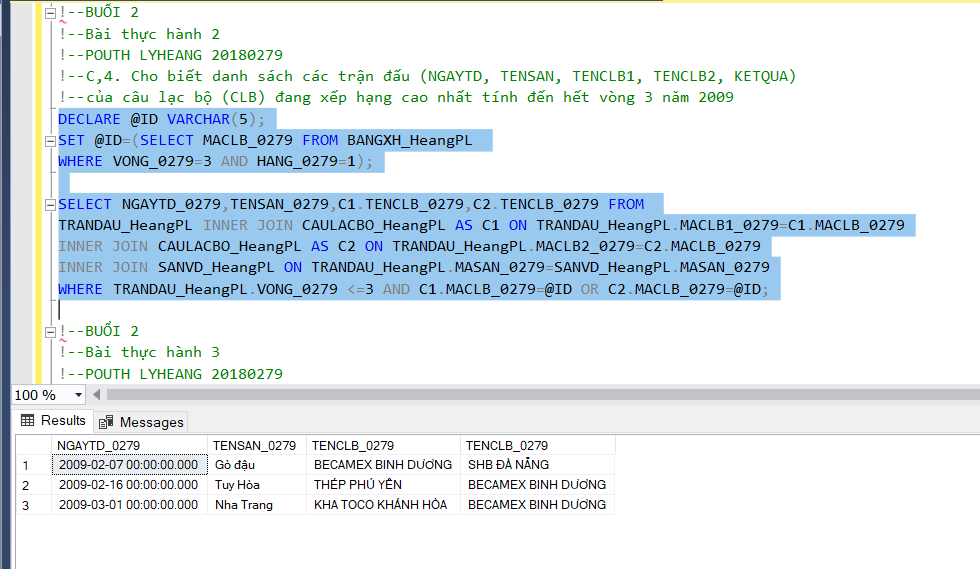 !--BUỔI 2
!--Bài thực hành 2
!--POUTH LYHEANG 20180279
!--C,4. Cho biết danh sách các trận đấu (NGAYTD, TENSAN, TENCLB1, TENCLB2, KETQUA)
!--của câu lạc bộ (CLB) đang xếp hạng cao nhất tính đến hết vòng 3 năm 2009
DECLARE @ID VARCHAR(5);
SET @ID=(SELECT MACLB_0279 FROM BANGXH_HeangPL
WHERE VONG_0279=3 AND HANG_0279=1);
SELECT NGAYTD_0279,TENSAN_0279,C1.TENCLB_0279,C2.TENCLB_0279 FROM
TRANDAU_HeangPL INNER JOIN CAULACBO_HeangPL AS C1 ON TRANDAU_HeangPL.MACLB1_0279=C1.MACLB_0279
INNER JOIN CAULACBO_HeangPL AS C2 ON TRANDAU_HeangPL.MACLB2_0279=C2.MACLB_0279
INNER JOIN SANVD_HeangPL ON TRANDAU_HeangPL.MASAN_0279=SANVD_HeangPL.MASAN_0279
WHERE TRANDAU_HeangPL.VONG_0279 <=3 AND C1.MACLB_0279=@ID OR C2.MACLB_0279=@ID;
!--BUỔI 2
!--Bài thực hành 3
!--POUTH LYHEANG 20180279
100 %
Results Messages
NGAYTD_0279 TENSAN_0279 TENCLB_0279 TENCLB_0279
1 2009-02-07 00:00:00.000 Gò đậu BECAMEX BINH DƯƠNG SHB ĐÀ NẴNG
2 2009-02-16 00:00:00.000 Tuy Hòa THÉP PHÚ YÊN BECAMEX BINH DƯƠNG
3 2009-03-01 00:00:00.000 Nha Trang KHA TOCO KHÁNH HÒA BECAMEX BINH DƯƠNG